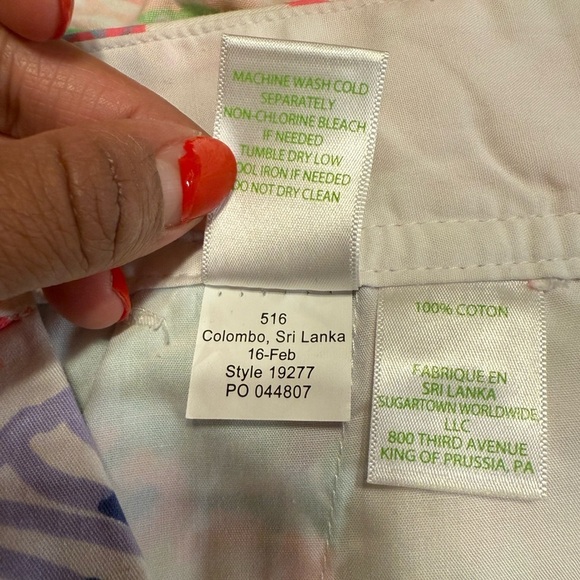 MACHINE WASH COLD
SEPARATELY
NON-CHLORINE BLEACH
IF NEEDED
TUMBLE DRY LOW
OOL IRON IF NEEDED
DO NOT DRY CLEAN
516
Colombo, Sri Lanka
16-Feb
Style 19277
PO 044807
100% COTON
FABRIQUE EN
SRI LANKA
SUGARTOWN WORLDWIDE,
LLC
800 THIRD AVENUE
KING OF PRUSSIA, PA